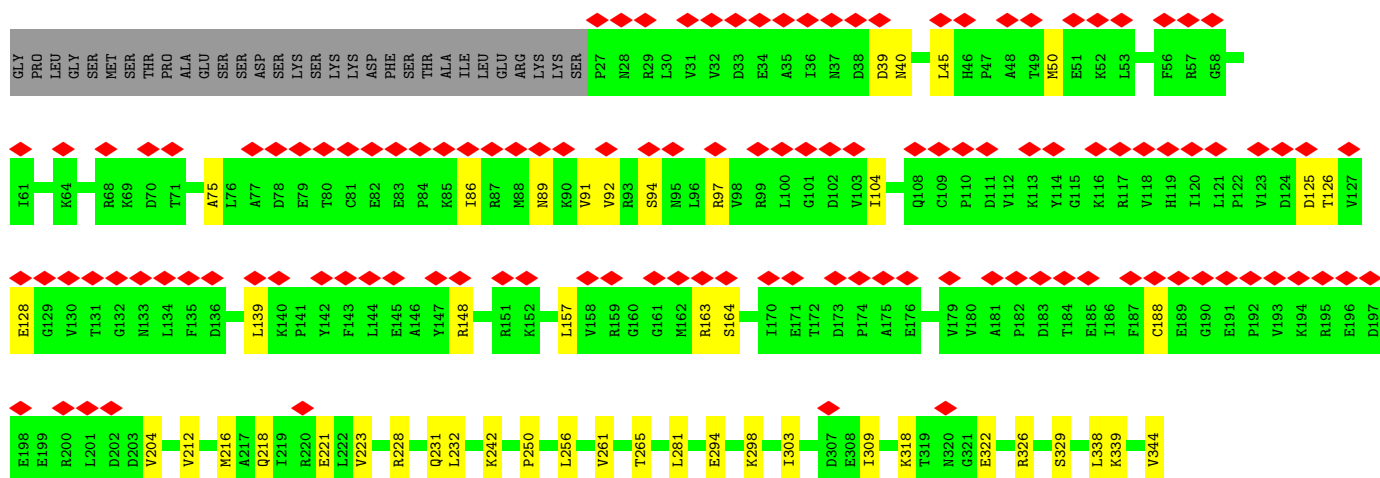 GLY PRO LEU GLY SER MET SER THR PRO ALA GLU SER SER ASP SER LYS SER LYS LYS ASP PHE SER THR ALA ILE LEU GLU ARG LYS LYS SER P27 N28 R29 L30 V31 V32 D33 E34 A35 I36 N37 D38 D39 N40 L45 H46 P47 A48 T49 M50 E51 K52 L53 F56 R57 G58
I61 K64 R68 K69 D70 T71 A75 L76 A77 D78 E79 T80 C81 E82 E83 P84 K85 I86 R87 M88 N89 K90 V91 V92 R93 S94 N95 L96 R97 V98 R99 L100 G101 D102 V103 I104 Q108 C109 P110 D111 V112 K113 Y114 G115 K116 R117 V118 H119 I120 L121 P122 V123 D124 D125 T126 V127
E128 G129 V130 T131 G132 N133 L134 F135 D136 L139 K140 P141 Y142 F143 L144 E145 A146 Y147 R148 R151 K152 L157 V158 R159 G160 G161 M162 R163 S164 I170 E171 T172 D173 P174 A175 E176 V179 V180 A181 P182 D183 T184 E185 I186 F187 C188 E189 G190 E191 P192 V193 K194 R195 E196 D197
E198 E199 R200 L201 D202 D203 V204 V212 M216 A217 Q218 I219 R220 E221 L222 V223 R228 Q231 L232 K242 P250 L256 V261 T265 L281 E294 K298 I303 D307 E308 I309 K318 T319 N320 G321 E322 R326 S329 L338 K339 V344